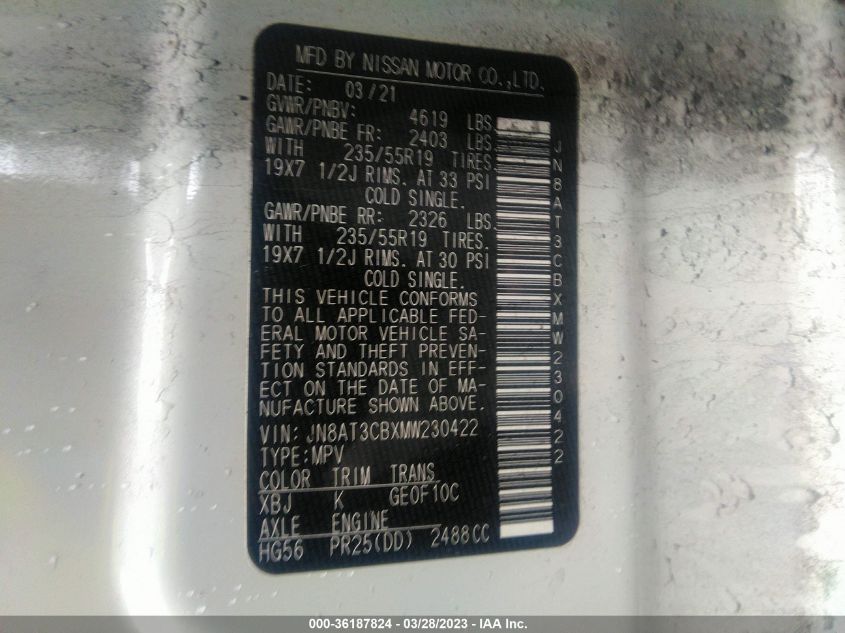 MFD BY NISSAN MOTOR CO.,LTD.
DATE: 03/21
GVWR/PNBV: 4619 LBS
GAWR/PNBE FR: 2403 LBS.
WITH 235/55R19 TIRES.
19X7 1/2J RIMS. AT 33 PSI
COLD SINGLE.
GAWR/PNBE RR: 2326 LBS.
WITH 235/55R19 TIRES.
19X7 1/2J RIMS. AT 30 PSI
COLD SINGLE.
THIS VEHICLE CONFORMS
TO ALL APPLICABLE FED-
ERAL MOTOR VEHICLE SA-
FETY AND THEFT PREVEN-
TION STANDARDS IN EFF-
ECT ON THE DATE OF MA-
NUFACTURE SHOWN ABOVE.
VIN: JN8AT3CBXMW230422
TYPE:MPV
COLOR TRIM TRANS
XBJ K GE0F10C
AXLE ENGINE
HG56 PR25(DD) 2488CC
JN8AT3CBXMW230422
000-36187824 - 03/28/2023 - IAA Inc.